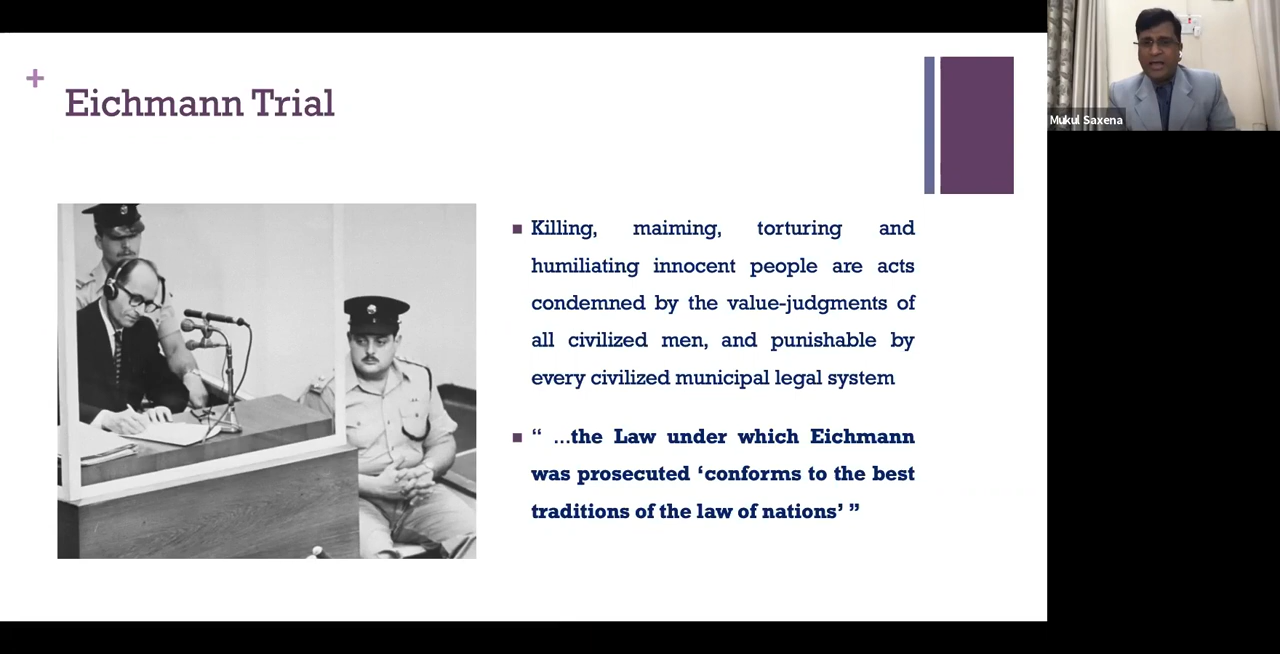 +
Eichmann Trial
Mukul Saxena
Killing, maiming, torturing and
humiliating innocent people are acts
condemned by the value-judgments of
all civilized men, and punishable by
every civilized municipal legal system
“ ...the Law under which Eichmann
was prosecuted ‘conforms to the best
traditions of the law of nations’ ”